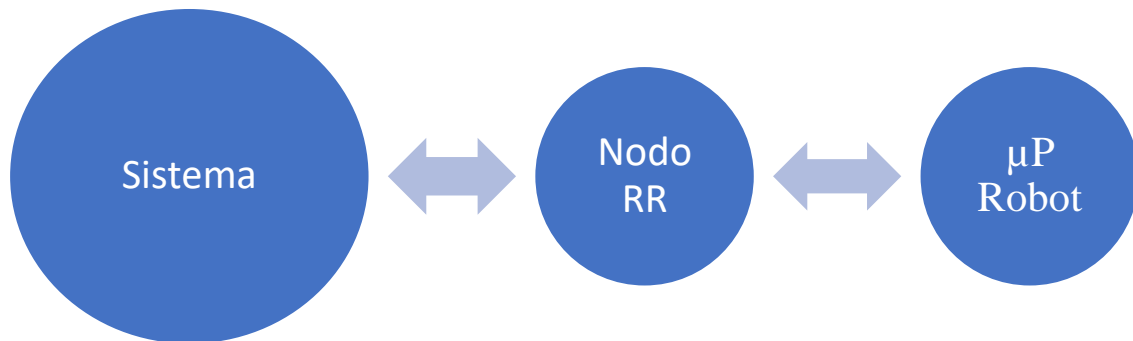 Sistema
Nodo
RR
µP
Robot